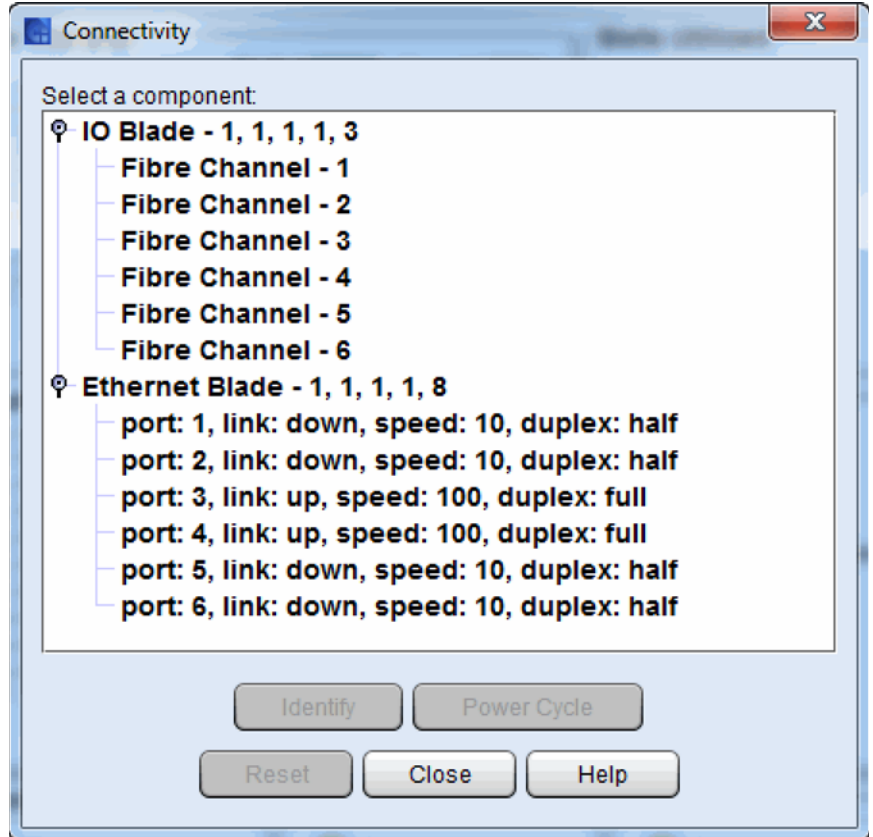 Connectivity
Select a component:
IO Blade - 1, 1, 1, 1, 3
Fibre Channel - 1
Fibre Channel - 2
Fibre Channel - 3
Fibre Channel - 4
Fibre Channel - 5
Fibre Channel - 6
Ethernet Blade - 1, 1, 1, 1, 8
port: 1, link: down, speed: 10, duplex: half
port: 2, link: down, speed: 10, duplex: half
port: 3, link: up, speed: 100, duplex: full
port: 4, link: up, speed: 100, duplex: full
port: 5, link: down, speed: 10, duplex: half
port: 6, link: down, speed: 10, duplex: half
Identify Power Cycle
Reset Close Help